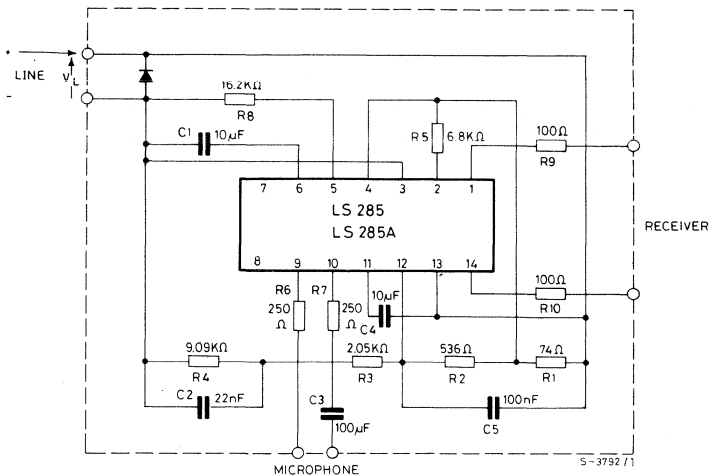 +
LINE
VL
-
16.2KΩ
R8
C1
10μF
R5
6.8KΩ
100Ω
R9
7 6 5 4 3 2 1
LS 285
LS 285A
8 9 10 11 12 13 14
RECEIVER
R6
250
Ω
R7
250
Ω
10μF
C4
100Ω
R10
9.09KΩ
R4
2.05KΩ
R3
536Ω
R2
74Ω
R1
C2
22nF
C3
100μF
100nF
C5
MICROPHONE
S-3792/1